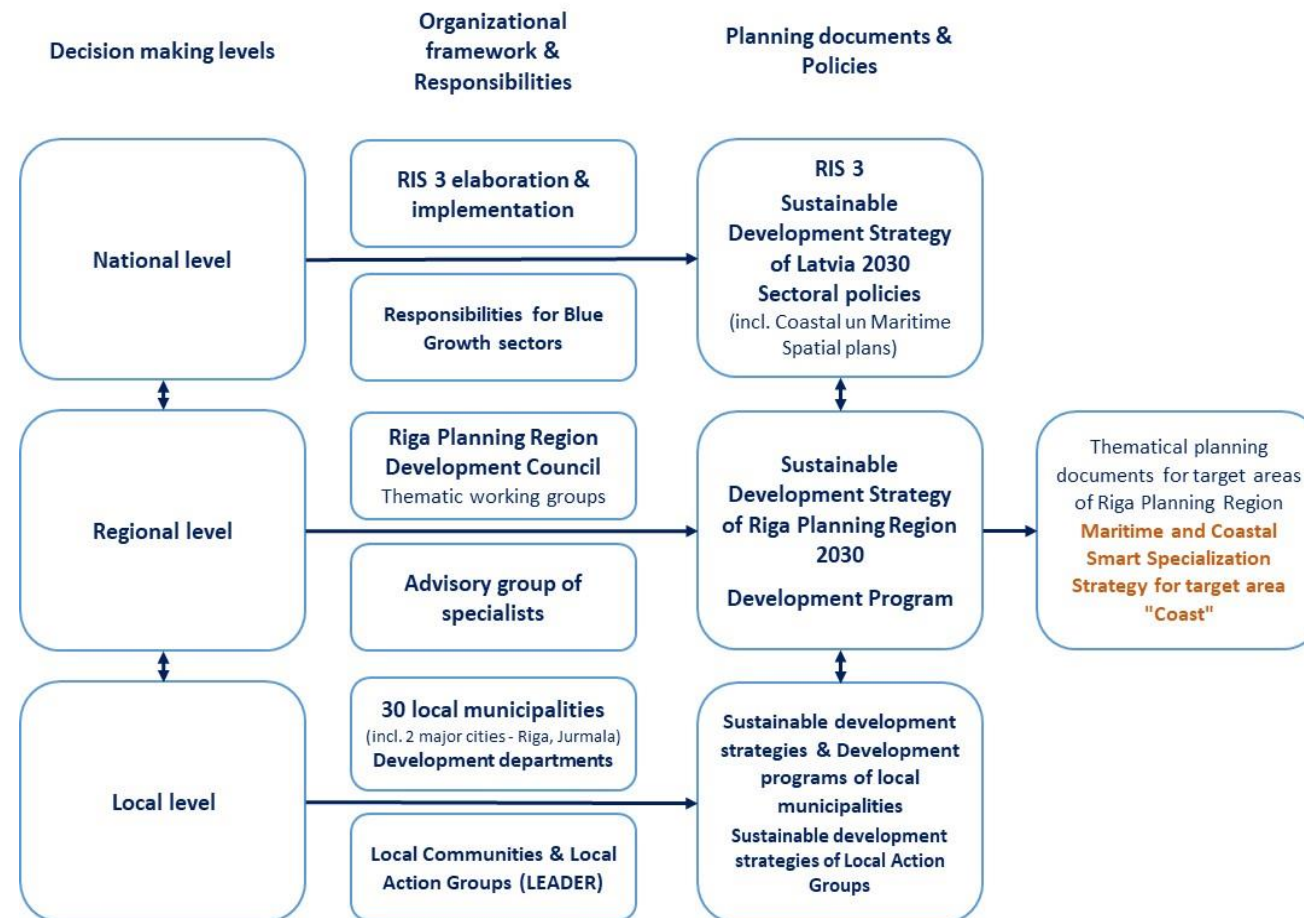 Decision making levels
Organizational
framework &
Responsibilities
Planning documents &
Policies
National level
RIS 3 elaboration &
implementation
Responsibilities for Blue
Growth sectors
RIS 3
Sustainable
Development Strategy
of Latvia 2030
Sectoral policies
(incl. Coastal un Maritime
Spatial plans)
Regional level
Riga Planning Region
Development Council
Thematic working groups
Advisory group of
specialists
Sustainable
Development Strategy
of Riga Planning Region
2030
Development Program
Thematical planning
documents for target areas
of Riga Planning Region
Maritime and Coastal
Smart Specialization
Strategy for target area
"Coast"
Local level
30 local municipalities
(incl. 2 major cities - Riga, Jurmala)
Development departments
Local Communities & Local
Action Groups (LEADER)
Sustainable development
strategies & Development
programs of local
municipalities
Sustainable development
strategies of Local Action
Groups